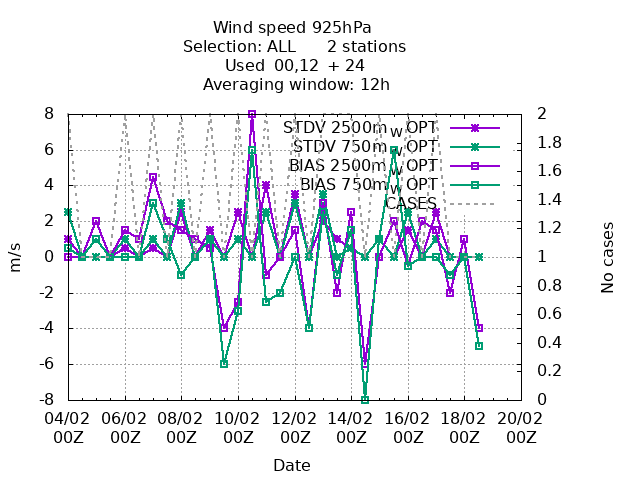 Wind speed 925hPa
Selection: ALL 2 stations
Used 00,12 + 24
Averaging window: 12h
STDV 2500m w OPT
STDV 750m w OPT
BIAS 2500m w OPT
BIAS 750m w OPT
CASES
8
6
4
2
0
-2
-4
-6
-8
m/s
2
1.8
1.6
1.4
1.2
1
0.8
0.6
0.4
0.2
0
No cases
04/02 06/02 08/02 10/02 12/02 14/02 16/02 18/02 20/02
00Z 00Z 00Z 00Z 00Z 00Z 00Z 00Z 00Z
Date